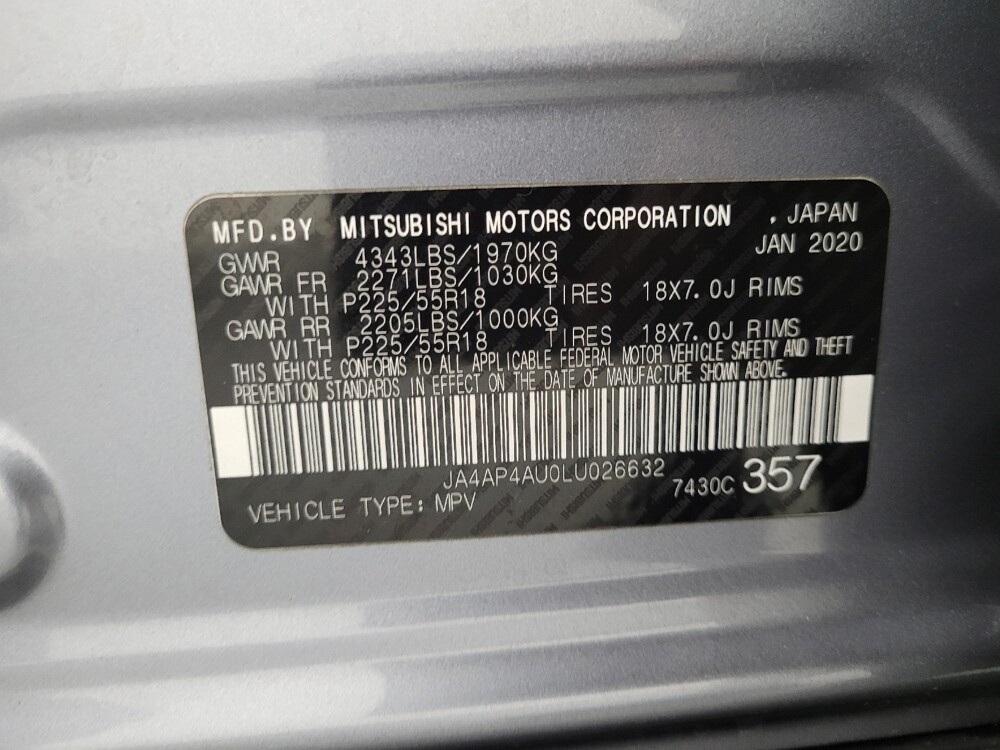 MFD.BY MITSUBISHI MOTORS CORPORATION . JAPAN
JAN 2020
GVWR 4343LBS/1970KG
GAWR FR 2271LBS/1030KG
WITH P225/55R18 TIRES 18X7.0J RIMS
GAWR RR 2205LBS/1000KG
WITH P225/55R18 TIRES 18X7.0J RIMS
THIS VEHICLE CONFORMS TO ALL APPLICABLE FEDERAL MOTOR VEHICLE SAFETY AND THEFT
PREVENTION STANDARDS IN EFFECT ON THE DATE OF MANUFACTURE SHOWN ABOVE.
JA4AP4AU0LU026632
7430C 357
VEHICLE TYPE: MPV